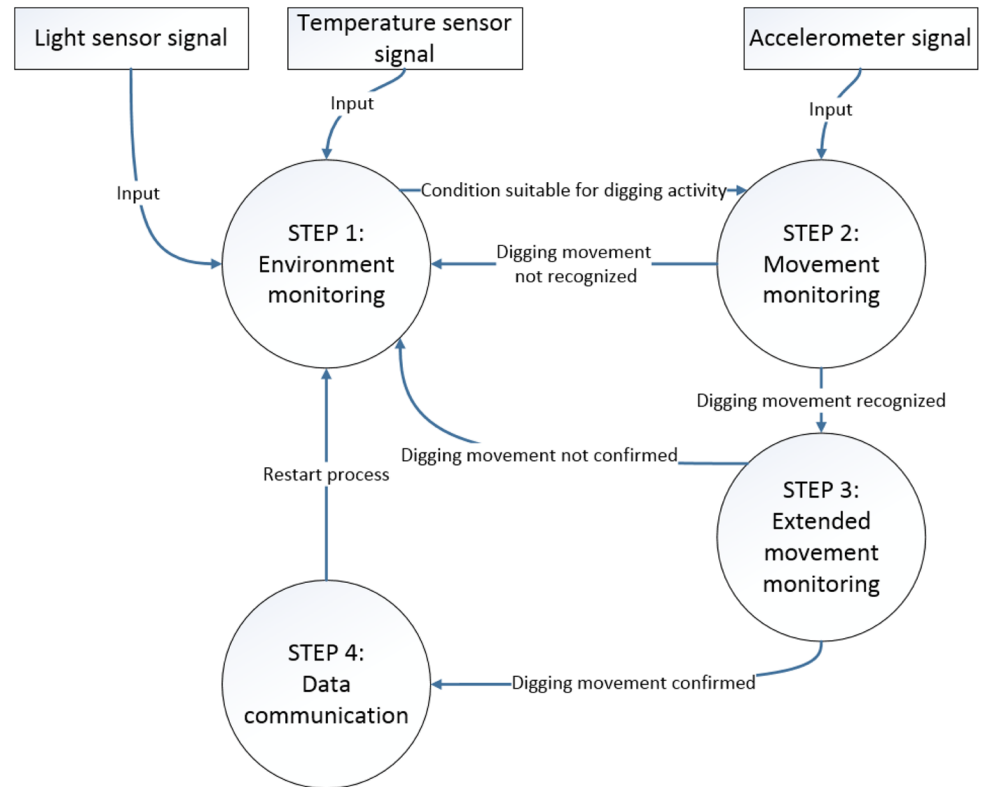 Light sensor signal
Temperature sensor
signal
Accelerometer signal
Input
Input
Input
Condition suitable for digging activity
STEP 1:
Environment
monitoring
Digging movement
not recognized
STEP 2:
Movement
monitoring
Digging movement recognized
Digging movement not confirmed
Restart process
STEP 3:
Extended
movement
monitoring
STEP 4:
Data
communication
Digging movement confirmed